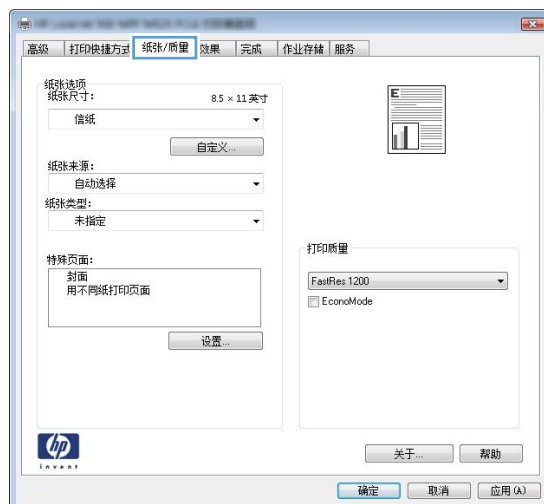 高级 打印快捷方式 纸张/质量 效果 完成 作业存储 服务
纸张选项
纸张尺寸: 8.5 × 11 英寸
信纸
自定义...
纸张来源:
自动选择
纸张类型:
未指定
特殊页面:
封面
用不同纸打印页面
设置...
E
打印质量
FastRes 1200
EconoMode
hp
invent
关于... 帮助
确定 取消 应用(A)